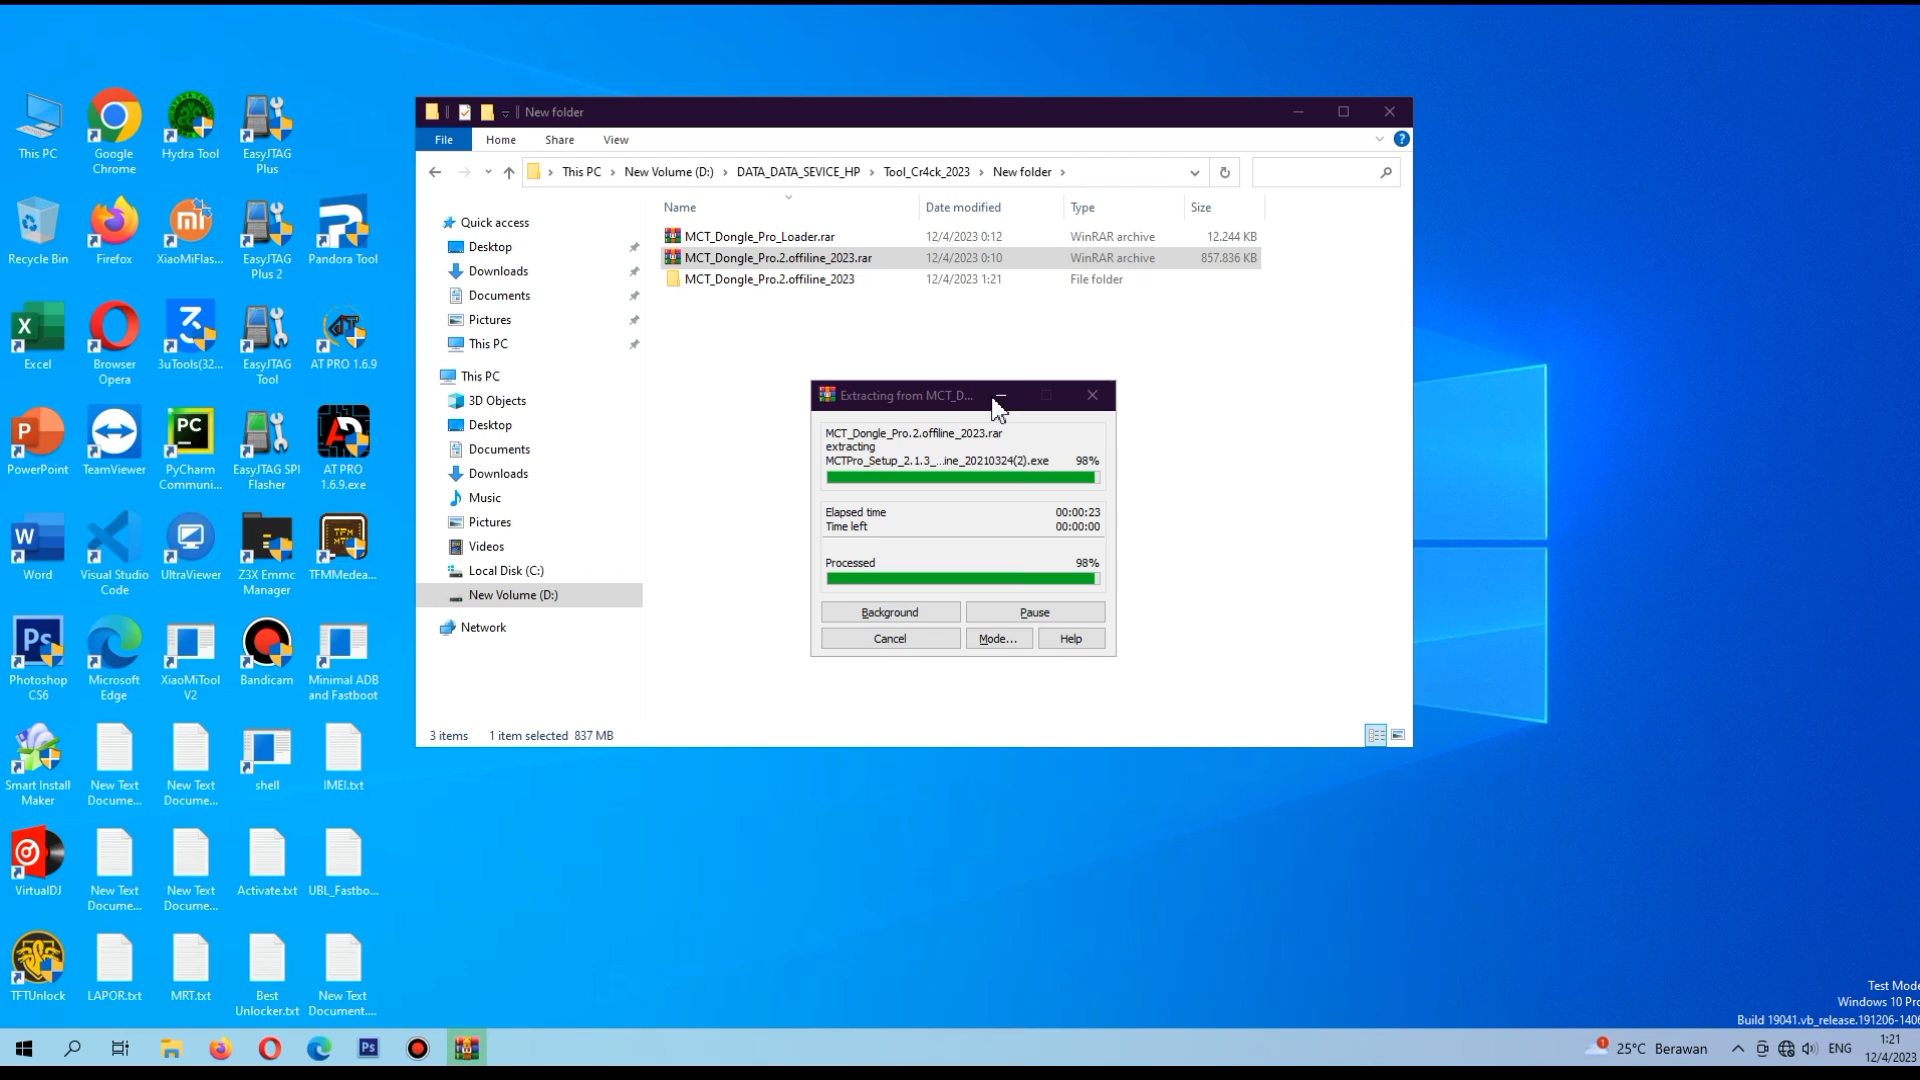 This PC
Google
Chrome
Hydra Tool
EasyJTAG
Plus
Recycle Bin
Firefox
XiaoMiFlas...
EasyJTAG
Plus 2
Pandora Tool
Excel
Browser
Opera
3uTools(32...
EasyJTAG
Tool
AT PRO 1.6.9
PowerPoint
TeamViewer
PyCharm
Communi...
EasyJTAG SPI
Flasher
AT PRO
1.6.9.exe
Word
Visual Studio
Code
UltraViewer
Z3X Emmc
Manager
TFMMedea...
Photoshop
CS6
Microsoft
Edge
XiaoMiTool
V2
Bandicam
Minimal ADB
and Fastboot
Smart Install
Maker
New Text
Docume...
New Text
Docume...
shell
IMEI.txt
VirtualDJ
New Text
Docume...
New Text
Docume...
Activate.txt
UBL_Fastbo...
TFTUnlock
LAPOR.txt
MRT.txt
Best
Unlocker.txt
New Text
Document....
New folder
File Home Share View
This PC > New Volume (D:) > DATA_DATA_SEVICE_HP > Tool_Cr4ck_2023 > New folder >
Quick access
Desktop
Downloads
Documents
Pictures
This PC
This PC
3D Objects
Desktop
Documents
Downloads
Music
Pictures
Videos
Local Disk (C:)
New Volume (D:)
Network
Name Date modified Type Size
MCT_Dongle_Pro_Loader.rar 12/4/2023 0:12 WinRAR archive 12.244 KB
MCT_Dongle_Pro.2.offiline_2023.rar 12/4/2023 0:10 WinRAR archive 857.836 KB
MCT_Dongle_Pro.2.offiline_2023 12/4/2023 1:21 File folder
3 items 1 item selected 837 MB
Extracting from MCT_D...
MCT_Dongle_Pro.2.offiline_2023.rar
extracting
MCTPro_Setup_2.1.3_...ine_20210324(2).exe 98%
Elapsed time 00:00:23
Time left 00:00:00
Processed 98%
Background Pause
Cancel Mode... Help
Test Mode
Windows 10 Pro
Build 19041.vb_release.191206-1406
25°C Berawan
ENG
1:21
12/4/2023